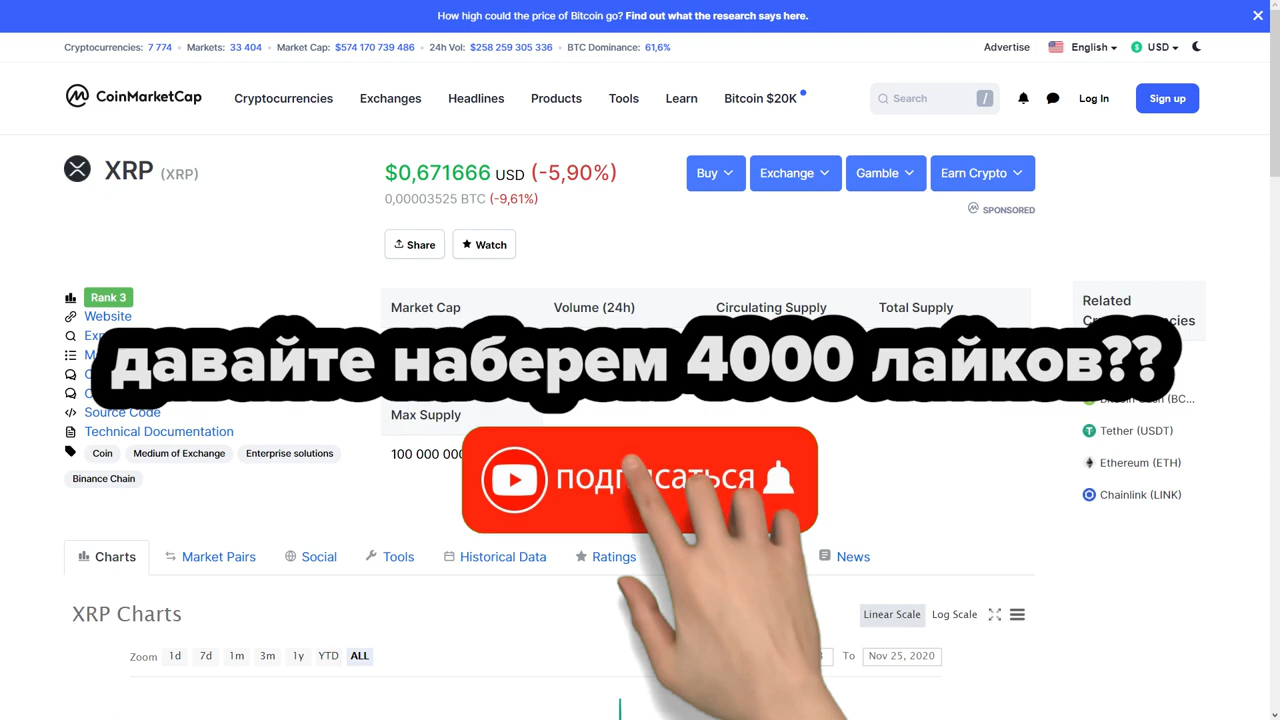 How high could the price of Bitcoin go? Find out what the research says here.
Cryptocurrencies: 7 774 • Markets: 33 404 • Market Cap: $574 170 739 486 • 24h Vol: $258 259 305 336 • BTC Dominance: 61,6%
Advertise English USD
CoinMarketCap Cryptocurrencies Exchanges Headlines Products Tools Learn Bitcoin $20K Search / Log In Sign up
XRP (XRP) $0,671666 USD (-5,90%) Buy Exchange Gamble Earn Crypto
0,00003525 BTC (-9,61%)
SPONSORED
Share Watch
Rank 3
Website
Market Cap Volume (24h) Circulating Supply Total Supply
Related
давайте наберем 4000 лайков??
Source Code
Max Supply
Technical Documentation
Tether (USDT)
Coin Medium of Exchange Enterprise solutions
100 000 000
Ethereum (ETH)
Binance Chain
подписаться
Chainlink (LINK)
Charts Market Pairs Social Tools Historical Data Ratings News
XRP Charts
Linear Scale Log Scale
Zoom 1d 7d 1m 3m 1y YTD ALL
To Nov 25, 2020